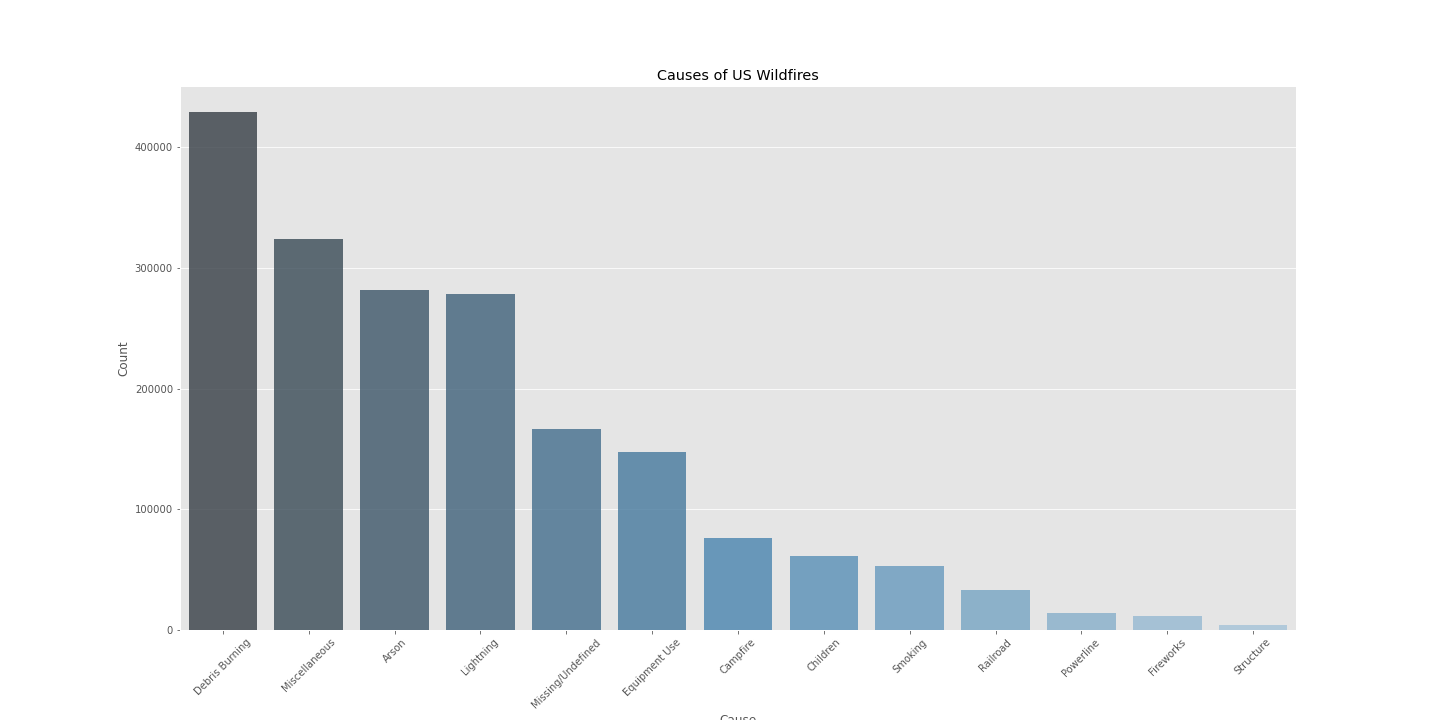 Causes of US Wildfires
Count
400000
300000
200000
100000
0
Debris Burning
Miscellaneous
Arson
Lightning
Missing/Undefined
Equipment Use
Campfire
Children
Smoking
Railroad
Powerline
Fireworks
Structure
Cause